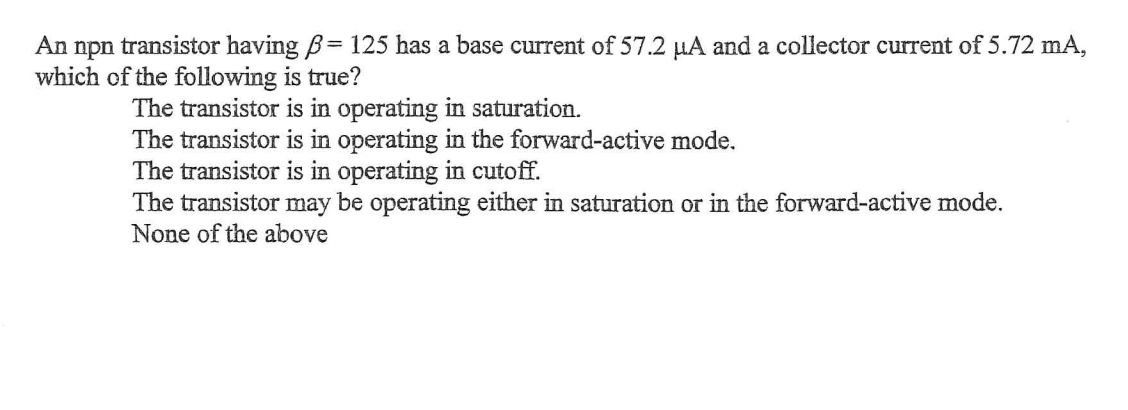 An npn transistor having β = 125 has a base current of 57.2 µA and a collector current of 5.72 mA,
which of the following is true?
The transistor is in operating in saturation.
The transistor is in operating in the forward-active mode.
The transistor is in operating in cutoff.
The transistor may be operating either in saturation or in the forward-active mode.
None of the above